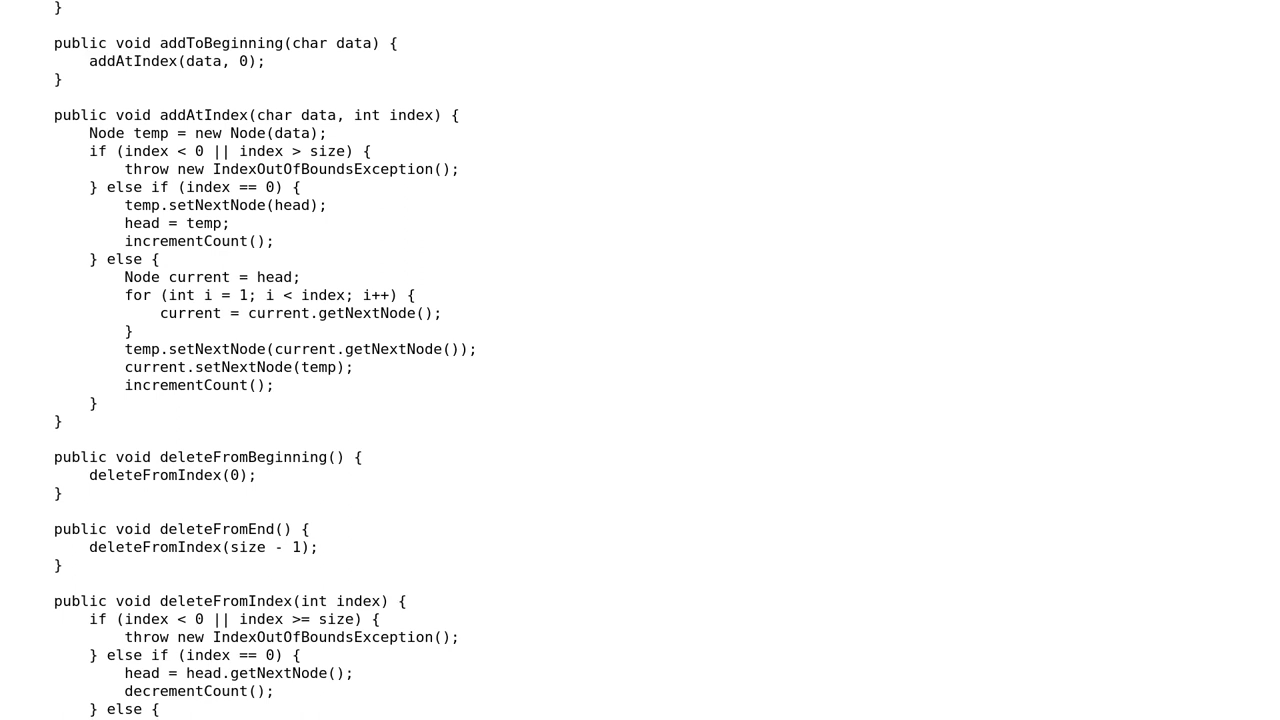 }

public void addToBeginning(char data) {
    addAtIndex(data, 0);
}

public void addAtIndex(char data, int index) {
    Node temp = new Node(data);
    if (index < 0 || index > size) {
        throw new IndexOutOfBoundsException();
    } else if (index == 0) {
        temp.setNextNode(head);
        head = temp;
        incrementCount();
    } else {
        Node current = head;
        for (int i = 1; i < index; i++) {
            current = current.getNextNode();
        }
        temp.setNextNode(current.getNextNode());
        current.setNextNode(temp);
        incrementCount();
    }
}

public void deleteFromBeginning() {
    deleteFromIndex(0);
}

public void deleteFromEnd() {
    deleteFromIndex(size - 1);
}

public void deleteFromIndex(int index) {
    if (index < 0 || index >= size) {
        throw new IndexOutOfBoundsException();
    } else if (index == 0) {
        head = head.getNextNode();
        decrementCount();
    } else {